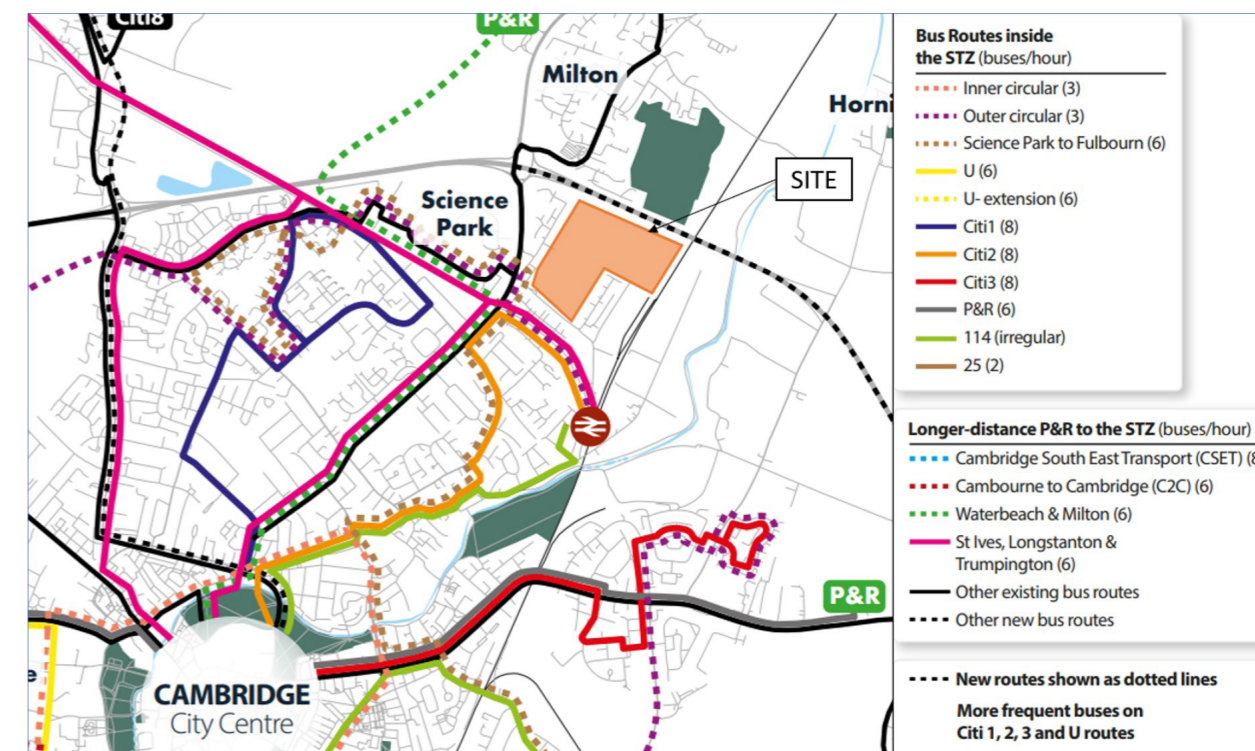 Citi8
P&R
Milton
Horni
SITE
Science
Park
P&R
CAMBRIDGE
City Centre
e
Bus Routes inside
the STZ (buses/hour)
Inner circular (3)
Outer circular (3)
Science Park to Fulbourn (6)
U (6)
U- extension (6)
Citi1 (8)
Citi2 (8)
Citi3 (8)
P&R (6)
114 (irregular)
25 (2)
Longer-distance P&R to the STZ (buses/hour)
Cambridge South East Transport (CSET) (8
Cambourne to Cambridge (C2C) (6)
Waterbeach & Milton (6)
St Ives, Longstanton &
Trumpington (6)
Other existing bus routes
Other new bus routes
New routes shown as dotted lines
More frequent buses on
Citi 1, 2, 3 and U routes